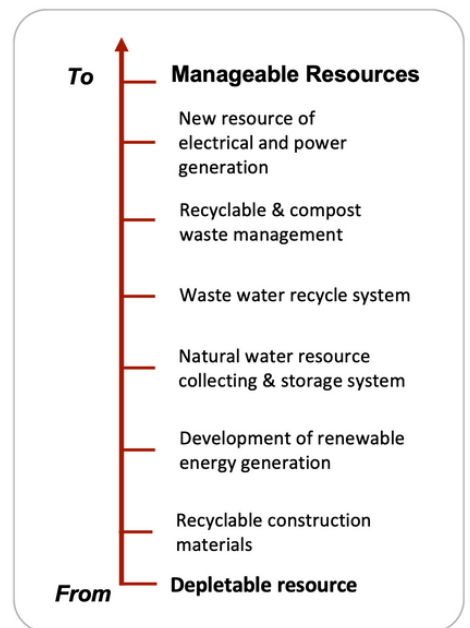 To
Manageable Resources
New resource of
electrical and power
generation
Recyclable & compost
waste management
Waste water recycle system
Natural water resource
collecting & storage system
Development of renewable
energy generation
Recyclable construction
materials
From
Depletable resource